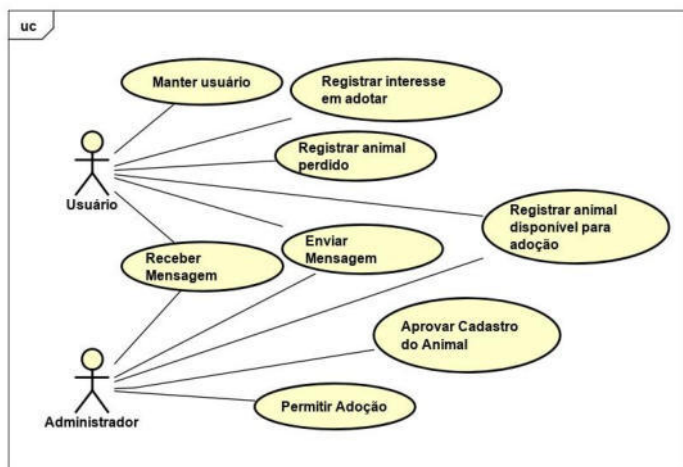 uc
Manter usuário
Registrar interesse
em adotar
Registrar animal
perdido
Usuário
Registrar animal
disponível para
adoção
Enviar
Mensagem
Receber
Mensagem
Aprovar Cadastro
do Animal
Administrador
Permitir Adoção